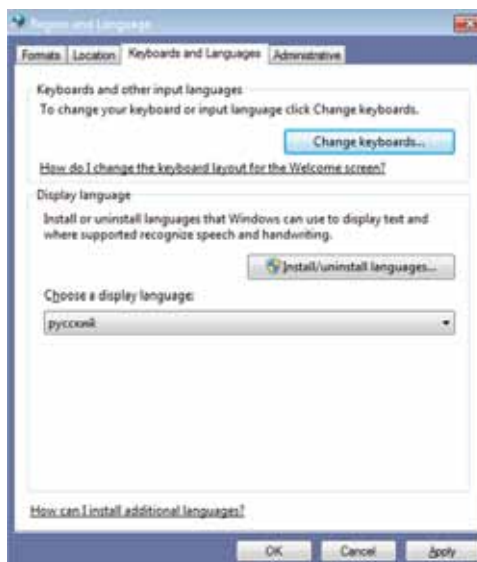 Region and Language
Formats Location Keyboards and Languages Administrative
Keyboards and other input languages
To change your keyboard or input language click Change keyboards.
Change keyboards...
How do I change the keyboard layout for the Welcome screen?
Display language
Install or uninstall languages that Windows can use to display text and
where supported recognize speech and handwriting.
Install/uninstall languages...
Choose a display language:
русский
How can I install additional languages?
OK Cancel Apply